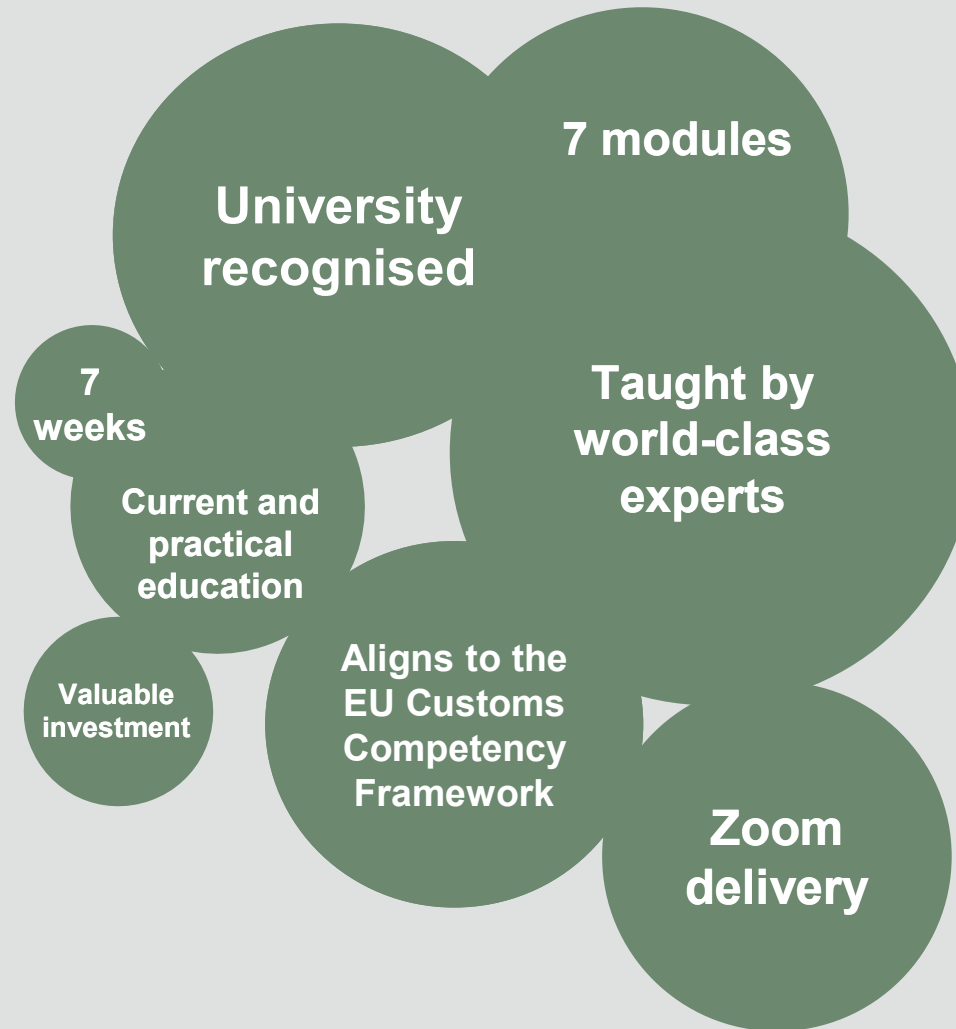 7 modules
University
recognised
Taught by
world-class
experts
7
weeks
Current and
practical
education
Aligns to the
EU Customs
Competency
Framework
Valuable
investment
Zoom
delivery